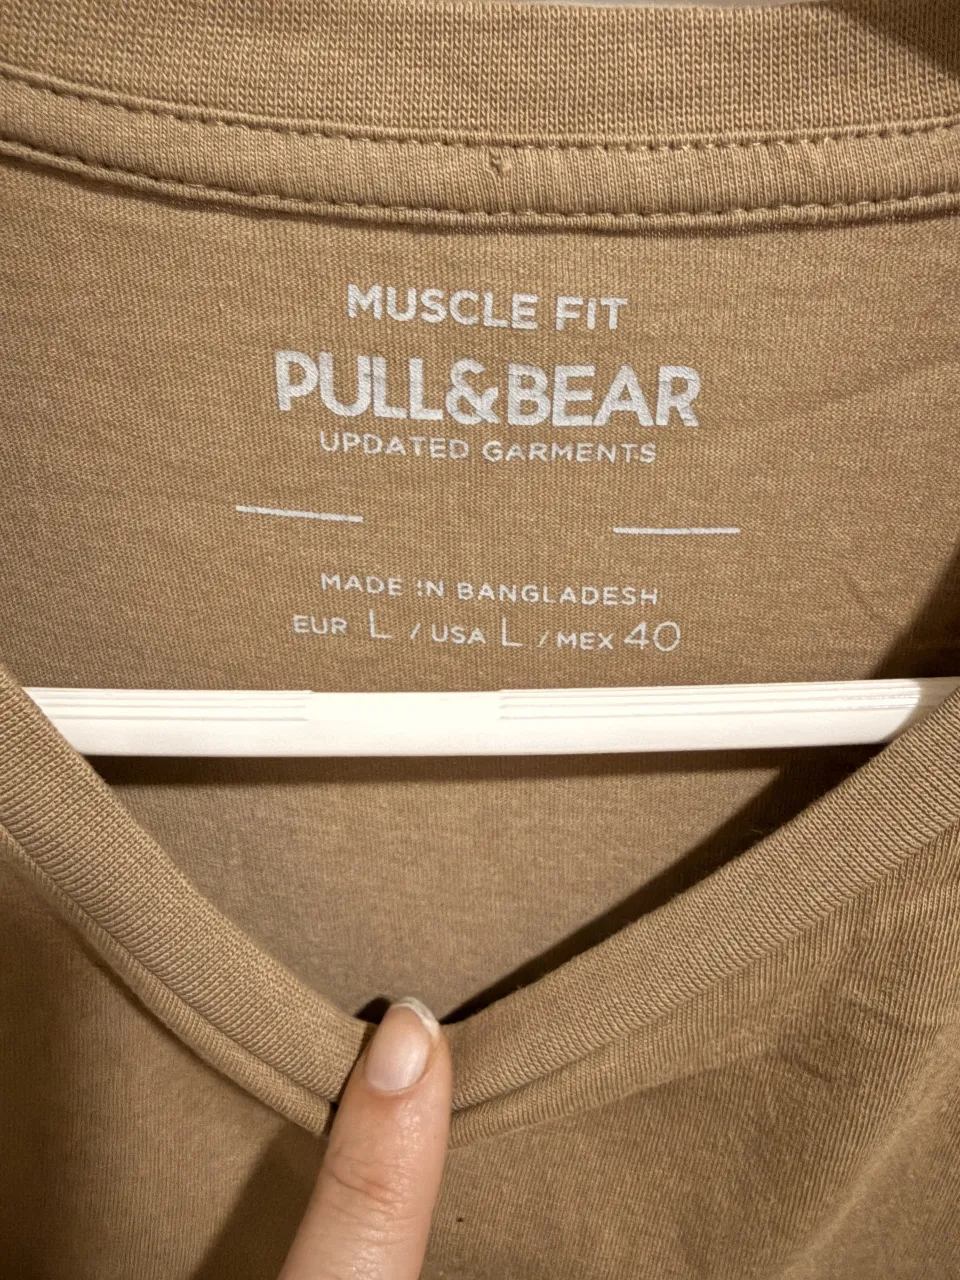 MUSCLE FIT
PULL&BEAR
UPDATED GARMENTS
MADE IN BANGLADESH
EUR L / USA L / MEX 40